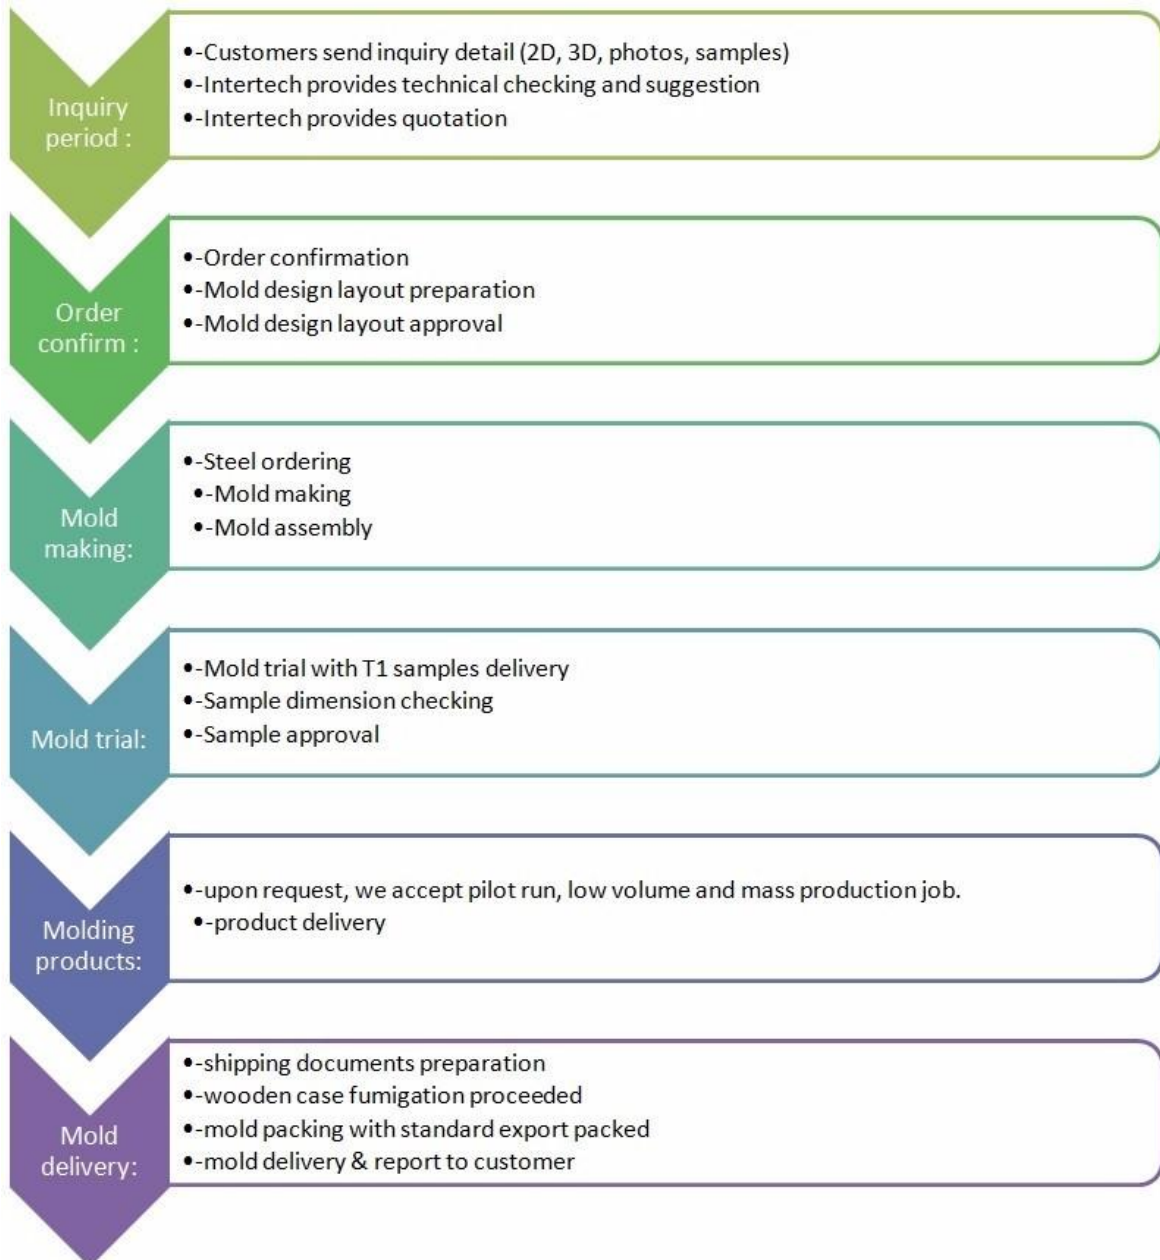 Inquiry
period :
•-Customers send inquiry detail (2D, 3D, photos, samples)
•-Intertech provides technical checking and suggestion
•-Intertech provides quotation
Order
confirm :
•-Order confirmation
•-Mold design layout preparation
•-Mold design layout approval
Mold
making:
•-Steel ordering
•-Mold making
•-Mold assembly
Mold trial:
•-Mold trial with T1 samples delivery
•-Sample dimension checking
•-Sample approval
Molding
products:
•-upon request, we accept pilot run, low volume and mass production job.
•-product delivery
Mold
delivery:
•-shipping documents preparation
•-wooden case fumigation proceeded
•-mold packing with standard export packed
•-mold delivery & report to customer